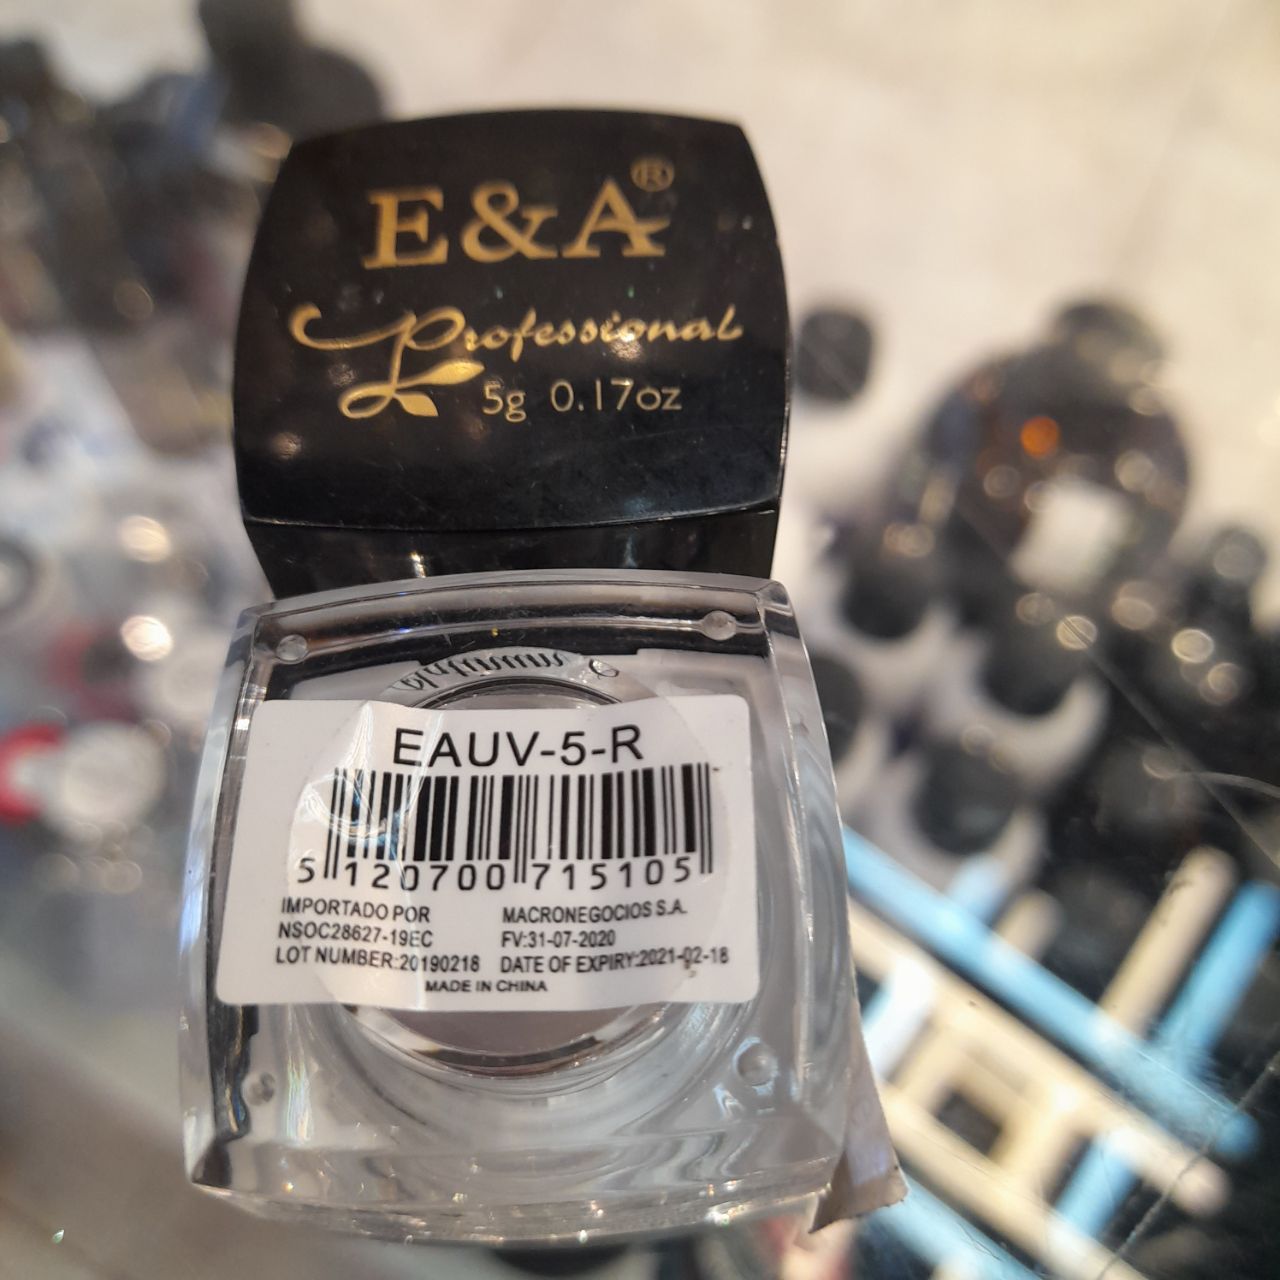 E&A®
Professional
5g 0.17oz
EAUV-5-R
5 120700 715105
IMPORTADO POR MACRONEGOCIOS S.A.
NSOC28627-19EC FV:31-07-2020
LOT NUMBER:20190218 DATE OF EXPIRY:2021-02-18
MADE IN CHINA